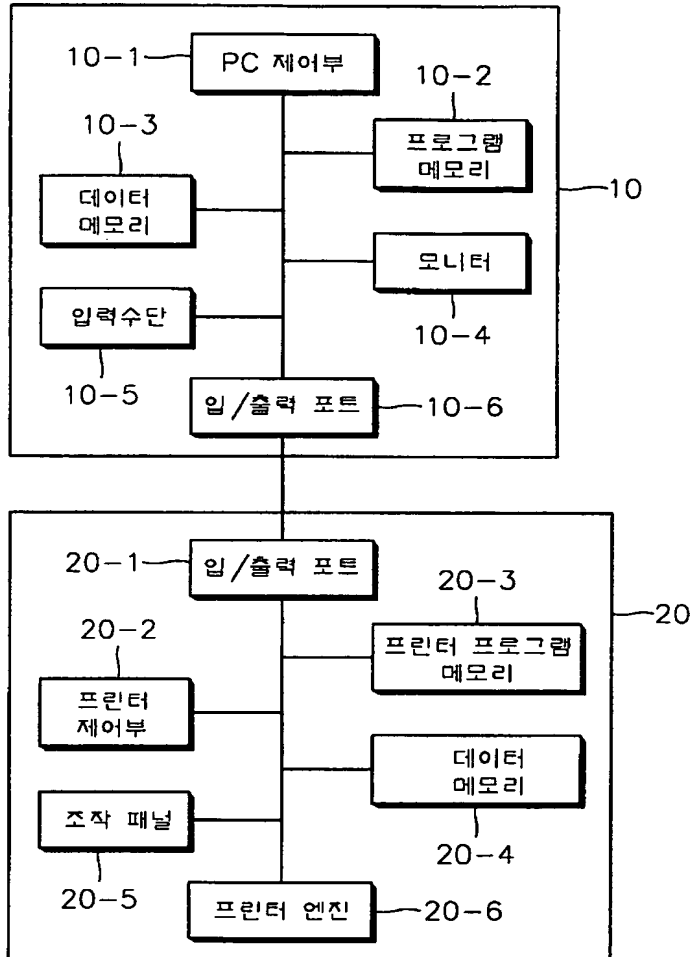 10-1
PC 제어부
10-2
10-3
프로그램
메모리
10
데이터
메모리
모니터
입력수단
10-4
10-5
입/출력 포트
10-6
20-1
입/출력 포트
20-3
20
20-2
프린터 프로그램
메모리
프린터
제어부
데이터
메모리
조작 패널
20-4
20-5
프린터 엔진
20-6